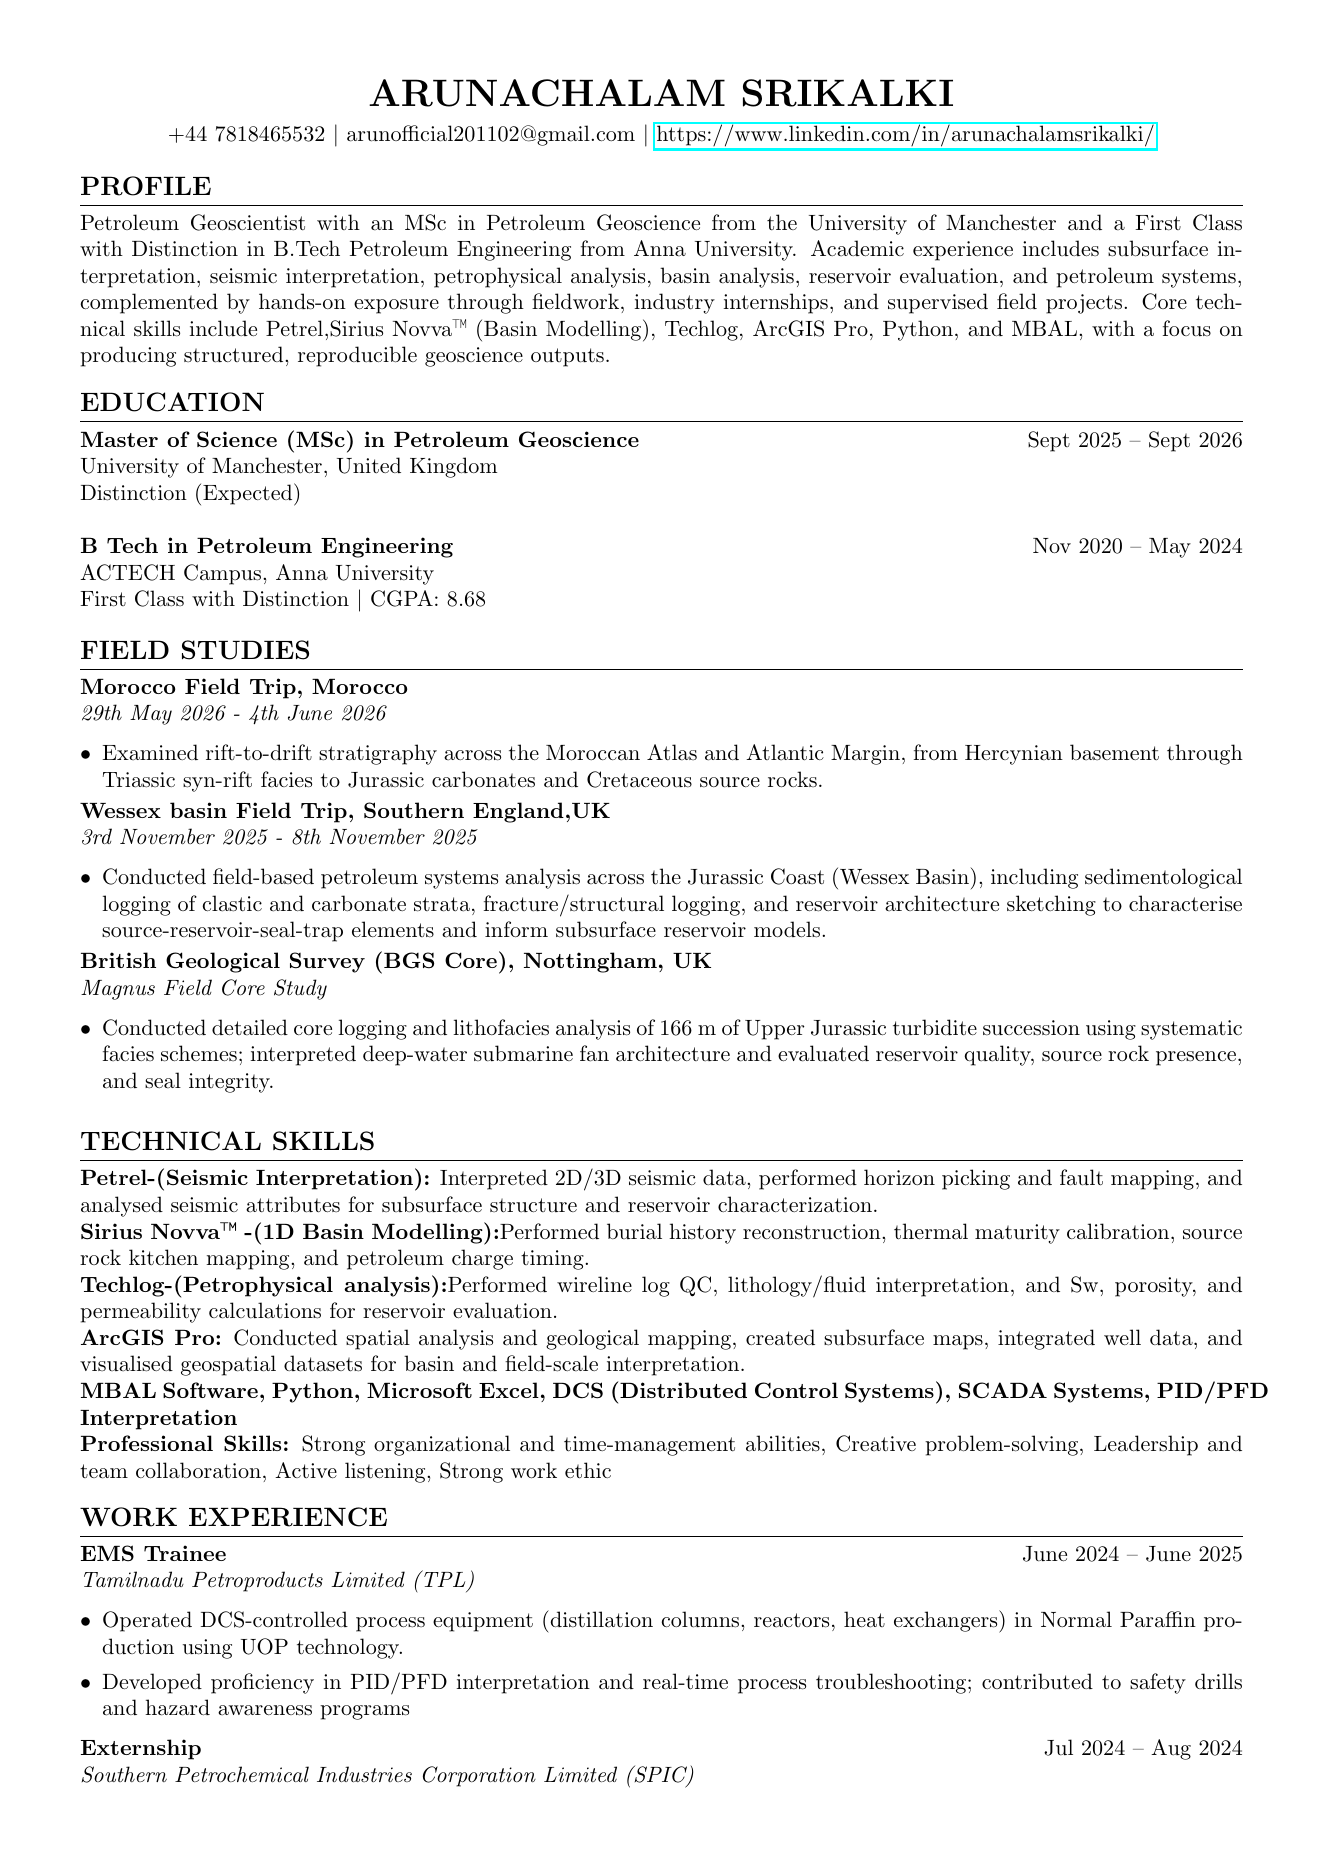 ARUNACHALAM SRIKALKI
+44 7818465532 | arunofficial201102@gmail.com | https://www.linkedin.com/in/arunachalamsrikalki/
PROFILE
Petroleum Geoscientist with an MSc in Petroleum Geoscience from the University of Manchester and a First Class
with Distinction in B.Tech Petroleum Engineering from Anna University. Academic experience includes subsurface in-
terpretation, seismic interpretation, petrophysical analysis, basin analysis, reservoir evaluation, and petroleum systems,
complemented by hands-on exposure through fieldwork, industry internships, and supervised field projects. Core tech-
nical skills include Petrel,Sirius Novva™ (Basin Modelling), Techlog, ArcGIS Pro, Python, and MBAL, with a focus on
producing structured, reproducible geoscience outputs.
EDUCATION
Master of Science (MSc) in Petroleum Geoscience Sept 2025 – Sept 2026
University of Manchester, United Kingdom
Distinction (Expected)
B Tech in Petroleum Engineering Nov 2020 – May 2024
ACTECH Campus, Anna University
First Class with Distinction | CGPA: 8.68
FIELD STUDIES
Morocco Field Trip, Morocco
29th May 2026 - 4th June 2026
• Examined rift-to-drift stratigraphy across the Moroccan Atlas and Atlantic Margin, from Hercynian basement through
Triassic syn-rift facies to Jurassic carbonates and Cretaceous source rocks.
Wessex basin Field Trip, Southern England,UK
3rd November 2025 - 8th November 2025
• Conducted field-based petroleum systems analysis across the Jurassic Coast (Wessex Basin), including sedimentological
logging of clastic and carbonate strata, fracture/structural logging, and reservoir architecture sketching to characterise
source-reservoir-seal-trap elements and inform subsurface reservoir models.
British Geological Survey (BGS Core), Nottingham, UK
Magnus Field Core Study
• Conducted detailed core logging and lithofacies analysis of 166 m of Upper Jurassic turbidite succession using systematic
facies schemes; interpreted deep-water submarine fan architecture and evaluated reservoir quality, source rock presence,
and seal integrity.
TECHNICAL SKILLS
Petrel-(Seismic Interpretation): Interpreted 2D/3D seismic data, performed horizon picking and fault mapping, and
analysed seismic attributes for subsurface structure and reservoir characterization.
Sirius Novva™ -(1D Basin Modelling):Performed burial history reconstruction, thermal maturity calibration, source
rock kitchen mapping, and petroleum charge timing.
Techlog-(Petrophysical analysis):Performed wireline log QC, lithology/fluid interpretation, and Sw, porosity, and
permeability calculations for reservoir evaluation.
ArcGIS Pro: Conducted spatial analysis and geological mapping, created subsurface maps, integrated well data, and
visualised geospatial datasets for basin and field-scale interpretation.
MBAL Software, Python, Microsoft Excel, DCS (Distributed Control Systems), SCADA Systems, PID/PFD
Interpretation
Professional Skills: Strong organizational and time-management abilities, Creative problem-solving, Leadership and
team collaboration, Active listening, Strong work ethic
WORK EXPERIENCE
EMS Trainee June 2024 – June 2025
Tamilnadu Petroproducts Limited (TPL)
• Operated DCS-controlled process equipment (distillation columns, reactors, heat exchangers) in Normal Paraffin pro-
duction using UOP technology.
• Developed proficiency in PID/PFD interpretation and real-time process troubleshooting; contributed to safety drills
and hazard awareness programs
Externship Jul 2024 – Aug 2024
Southern Petrochemical Industries Corporation Limited (SPIC)